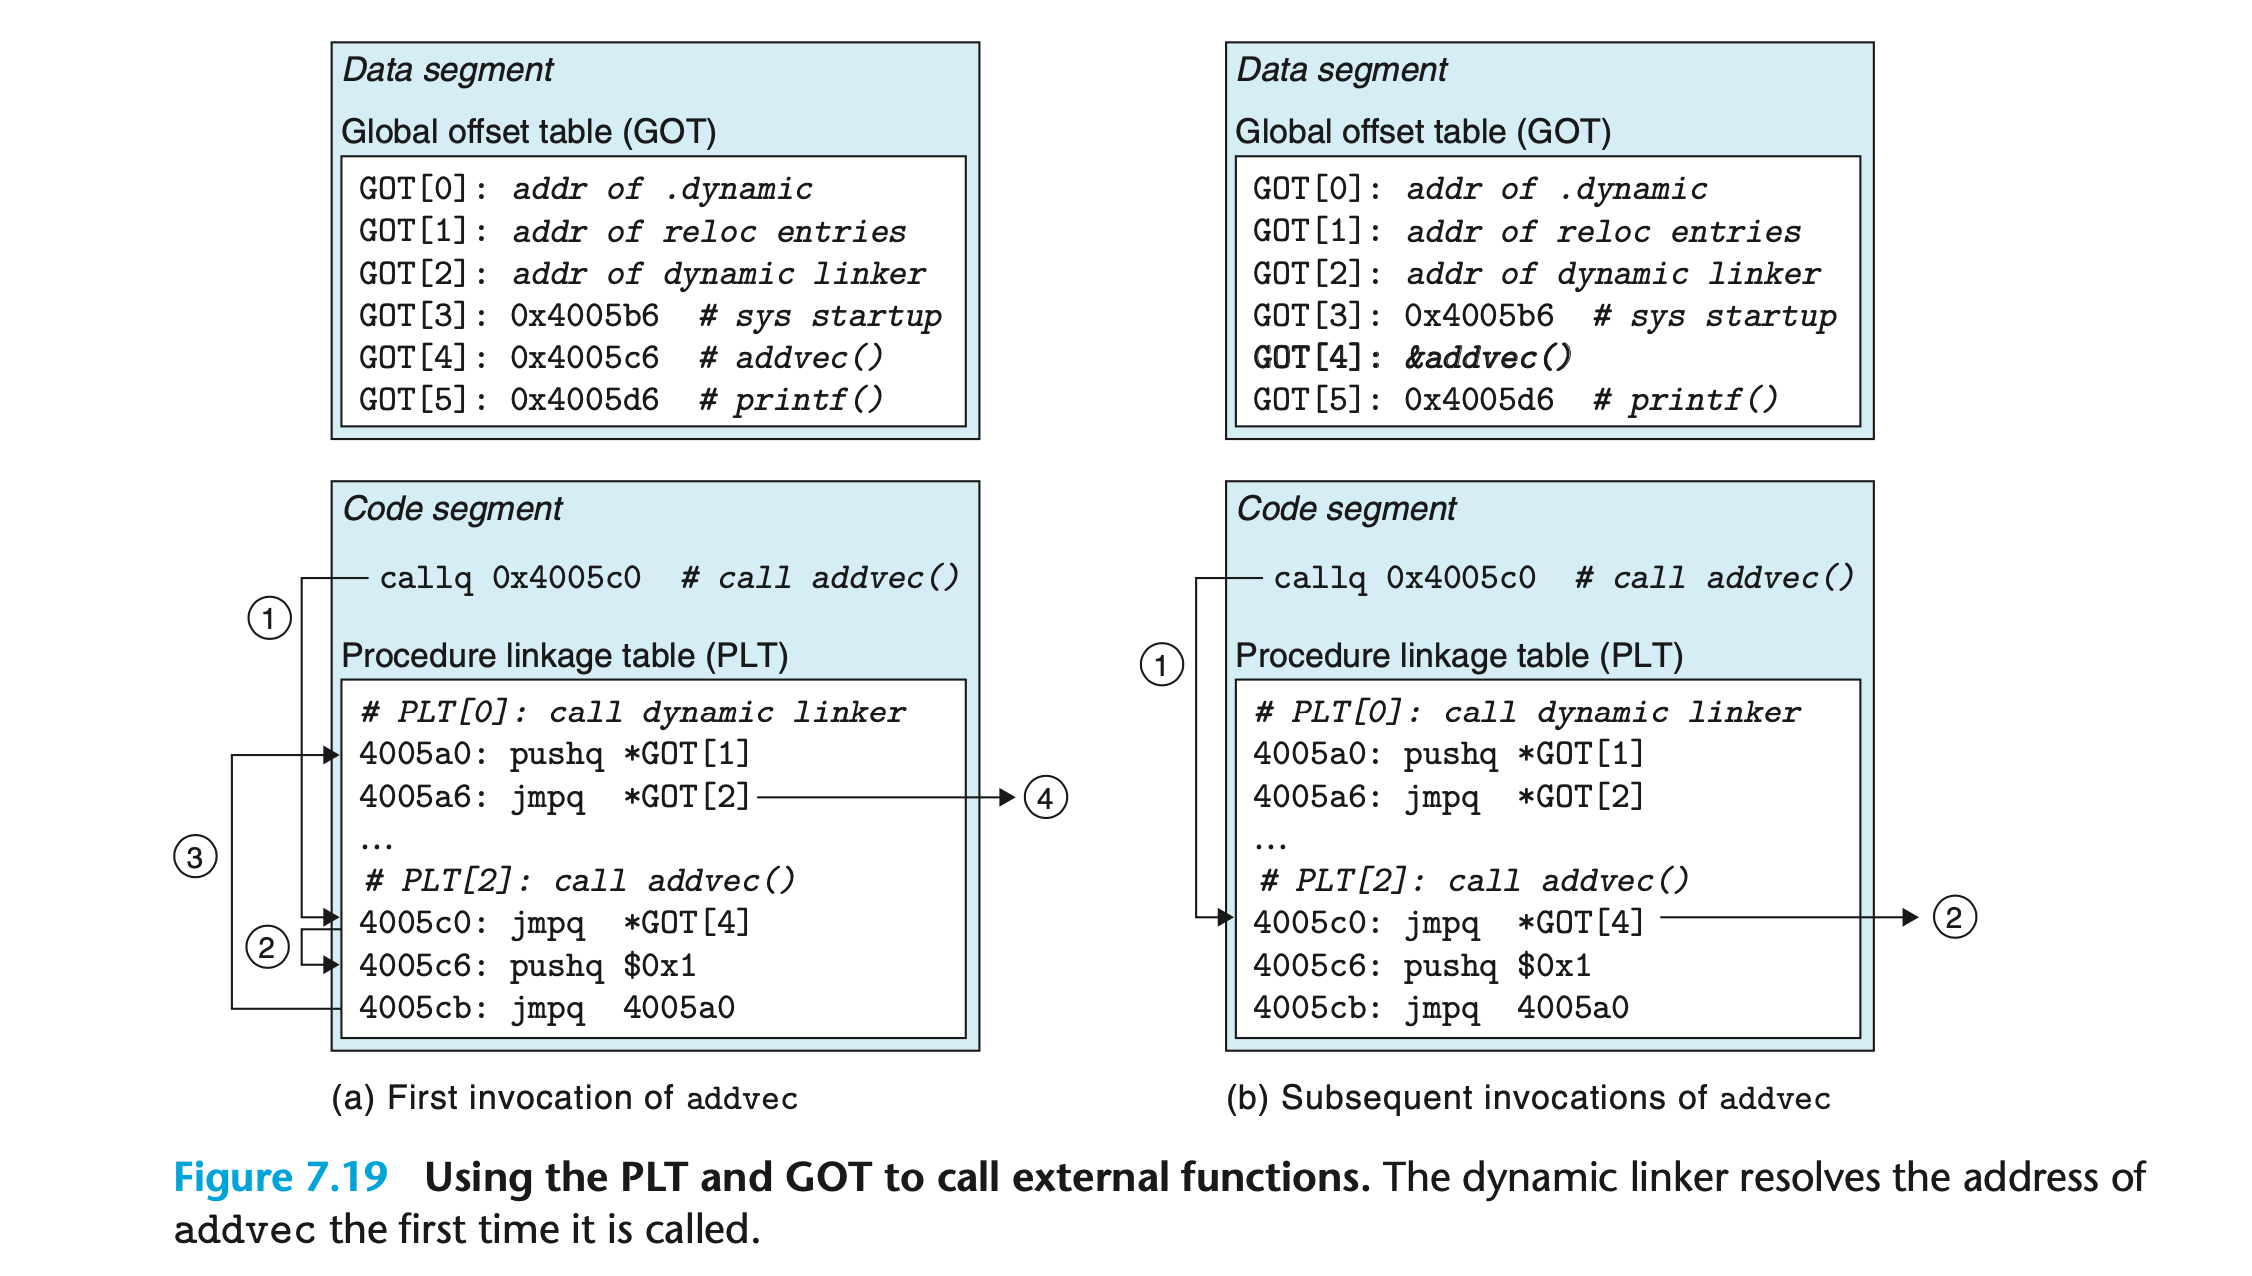 Data segment
Global offset table (GOT)
GOT[0]: addr of .dynamic
GOT[1]: addr of reloc entries
GOT[2]: addr of dynamic linker
GOT[3]: 0x4005b6 # sys startup
GOT[4]: 0x4005c6 # addvec()
GOT[5]: 0x4005d6 # printf()
Code segment
callq 0x4005c0 # call addvec()
1
Procedure linkage table (PLT)
# PLT[0]: call dynamic linker
4005a0: pushq *GOT[1]
4005a6: jmpq *GOT[2]
4
...
3
# PLT[2]: call addvec()
4005c0: jmpq *GOT[4]
2
4005c6: pushq $0x1
4005cb: jmpq 4005a0
(a) First invocation of addvec
Data segment
Global offset table (GOT)
GOT[0]: addr of .dynamic
GOT[1]: addr of reloc entries
GOT[2]: addr of dynamic linker
GOT[3]: 0x4005b6 # sys startup
GOT[4]: &addvec()
GOT[5]: 0x4005d6 # printf()
Code segment
callq 0x4005c0 # call addvec()
1
Procedure linkage table (PLT)
# PLT[0]: call dynamic linker
4005a0: pushq *GOT[1]
4005a6: jmpq *GOT[2]
...
# PLT[2]: call addvec()
4005c0: jmpq *GOT[4]
2
4005c6: pushq $0x1
4005cb: jmpq 4005a0
(b) Subsequent invocations of addvec
Figure 7.19 Using the PLT and GOT to call external functions. The dynamic linker resolves the address of
addvec the first time it is called.